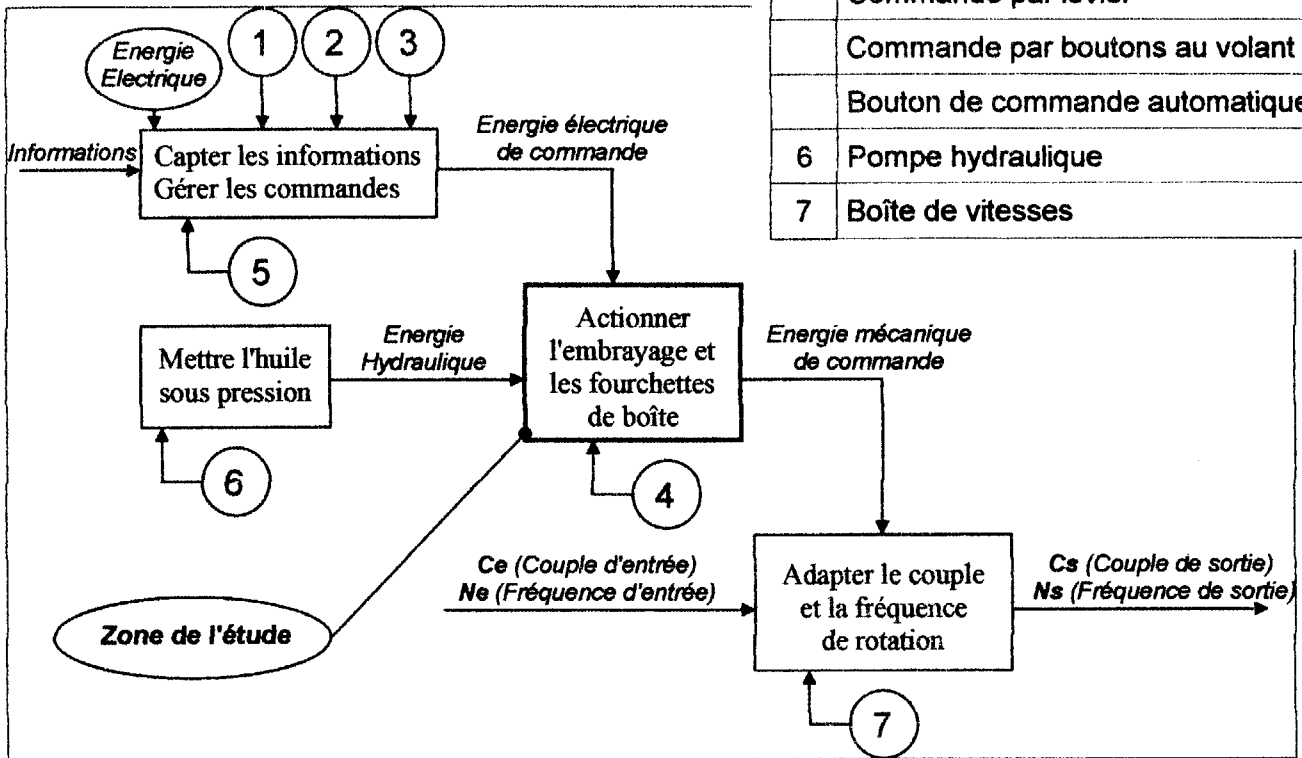 Commande par levier
Commande par boutons au volant
Bouton de commande automatique
6 Pompe hydraulique
7 Boîte de vitesses
Energie
Electrique
1
2
3
Informations
Capter les informations
Gérer les commandes
Energie électrique
de commande
5
Mettre l'huile
sous pression
Energie
Hydraulique
6
Actionner
l'embrayage et
les fourchettes
de boîte
Energie mécanique
de commande
4
Zone de l'étude
Ce (Couple d'entrée)
Ne (Fréquence d'entrée)
Adapter le couple
et la fréquence
de rotation
Cs (Couple de sortie)
Ns (Fréquence de sortie)
7